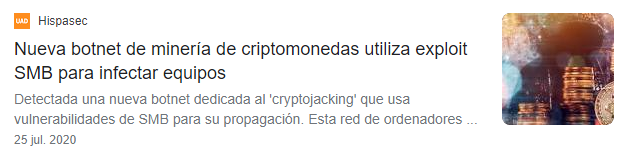 UAD Hispasec
Nueva botnet de minería de criptomonedas utiliza exploit
SMB para infectar equipos
Detectada una nueva botnet dedicada al 'cryptojacking' que usa
vulnerabilidades de SMB para su propagación. Esta red de ordenadores ...
25 jul. 2020